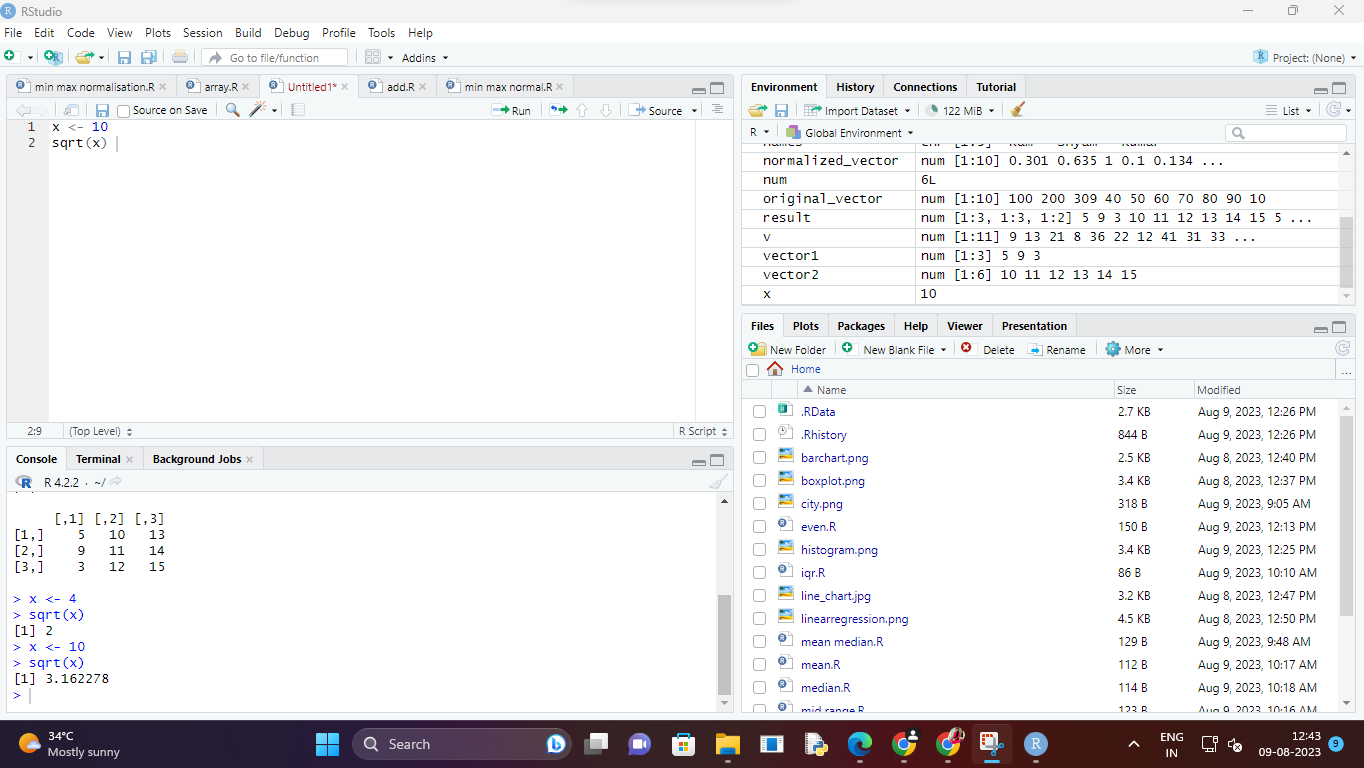 RStudio
File Edit Code View Plots Session Build Debug Profile Tools Help
Go to file/function Addins Project: (None)
min max normalisation.R array.R Untitled1* add.R min max normal.R
Source on Save Run Source
1 x <- 10
2 sqrt(x)
2:9 (Top Level) R Script
Console Terminal Background Jobs
R 4.2.2 · ~/
[,1] [,2] [,3]
[1,] 5 10 13
[2,] 9 11 14
[3,] 3 12 15
> x <- 4
> sqrt(x)
[1] 2
> x <- 10
> sqrt(x)
[1] 3.162278
>
Environment History Connections Tutorial
Import Dataset 122 MiB List
R Global Environment
normalized_vector num [1:10] 0.301 0.635 1 0.1 0.134 ...
num 6L
original_vector num [1:10] 100 200 309 40 50 60 70 80 90 10
result num [1:3, 1:3, 1:2] 5 9 3 10 11 12 13 14 15 5 ...
v num [1:11] 9 13 21 8 36 22 12 41 31 33 ...
vector1 num [1:3] 5 9 3
vector2 num [1:6] 10 11 12 13 14 15
x 10
Files Plots Packages Help Viewer Presentation
New Folder New Blank File Delete Rename More
Home ...
Name Size Modified
.RData 2.7 KB Aug 9, 2023, 12:26 PM
.Rhistory 844 B Aug 9, 2023, 12:26 PM
barchart.png 2.5 KB Aug 8, 2023, 12:40 PM
boxplot.png 3.4 KB Aug 8, 2023, 12:37 PM
city.png 318 B Aug 9, 2023, 9:05 AM
even.R 150 B Aug 9, 2023, 12:13 PM
histogram.png 3.4 KB Aug 8, 2023, 12:25 PM
iqr.R 86 B Aug 9, 2023, 10:10 AM
line_chart.jpg 3.2 KB Aug 8, 2023, 12:47 PM
linearregression.png 4.5 KB Aug 8, 2023, 12:50 PM
mean median.R 129 B Aug 9, 2023, 9:48 AM
mean.R 112 B Aug 9, 2023, 10:17 AM
median.R 114 B Aug 9, 2023, 10:18 AM
mid range.R 123 B Aug 9, 2023, 10:16 AM
34°C
Mostly sunny
Search
ENG
IN
12:43
09-08-2023
9